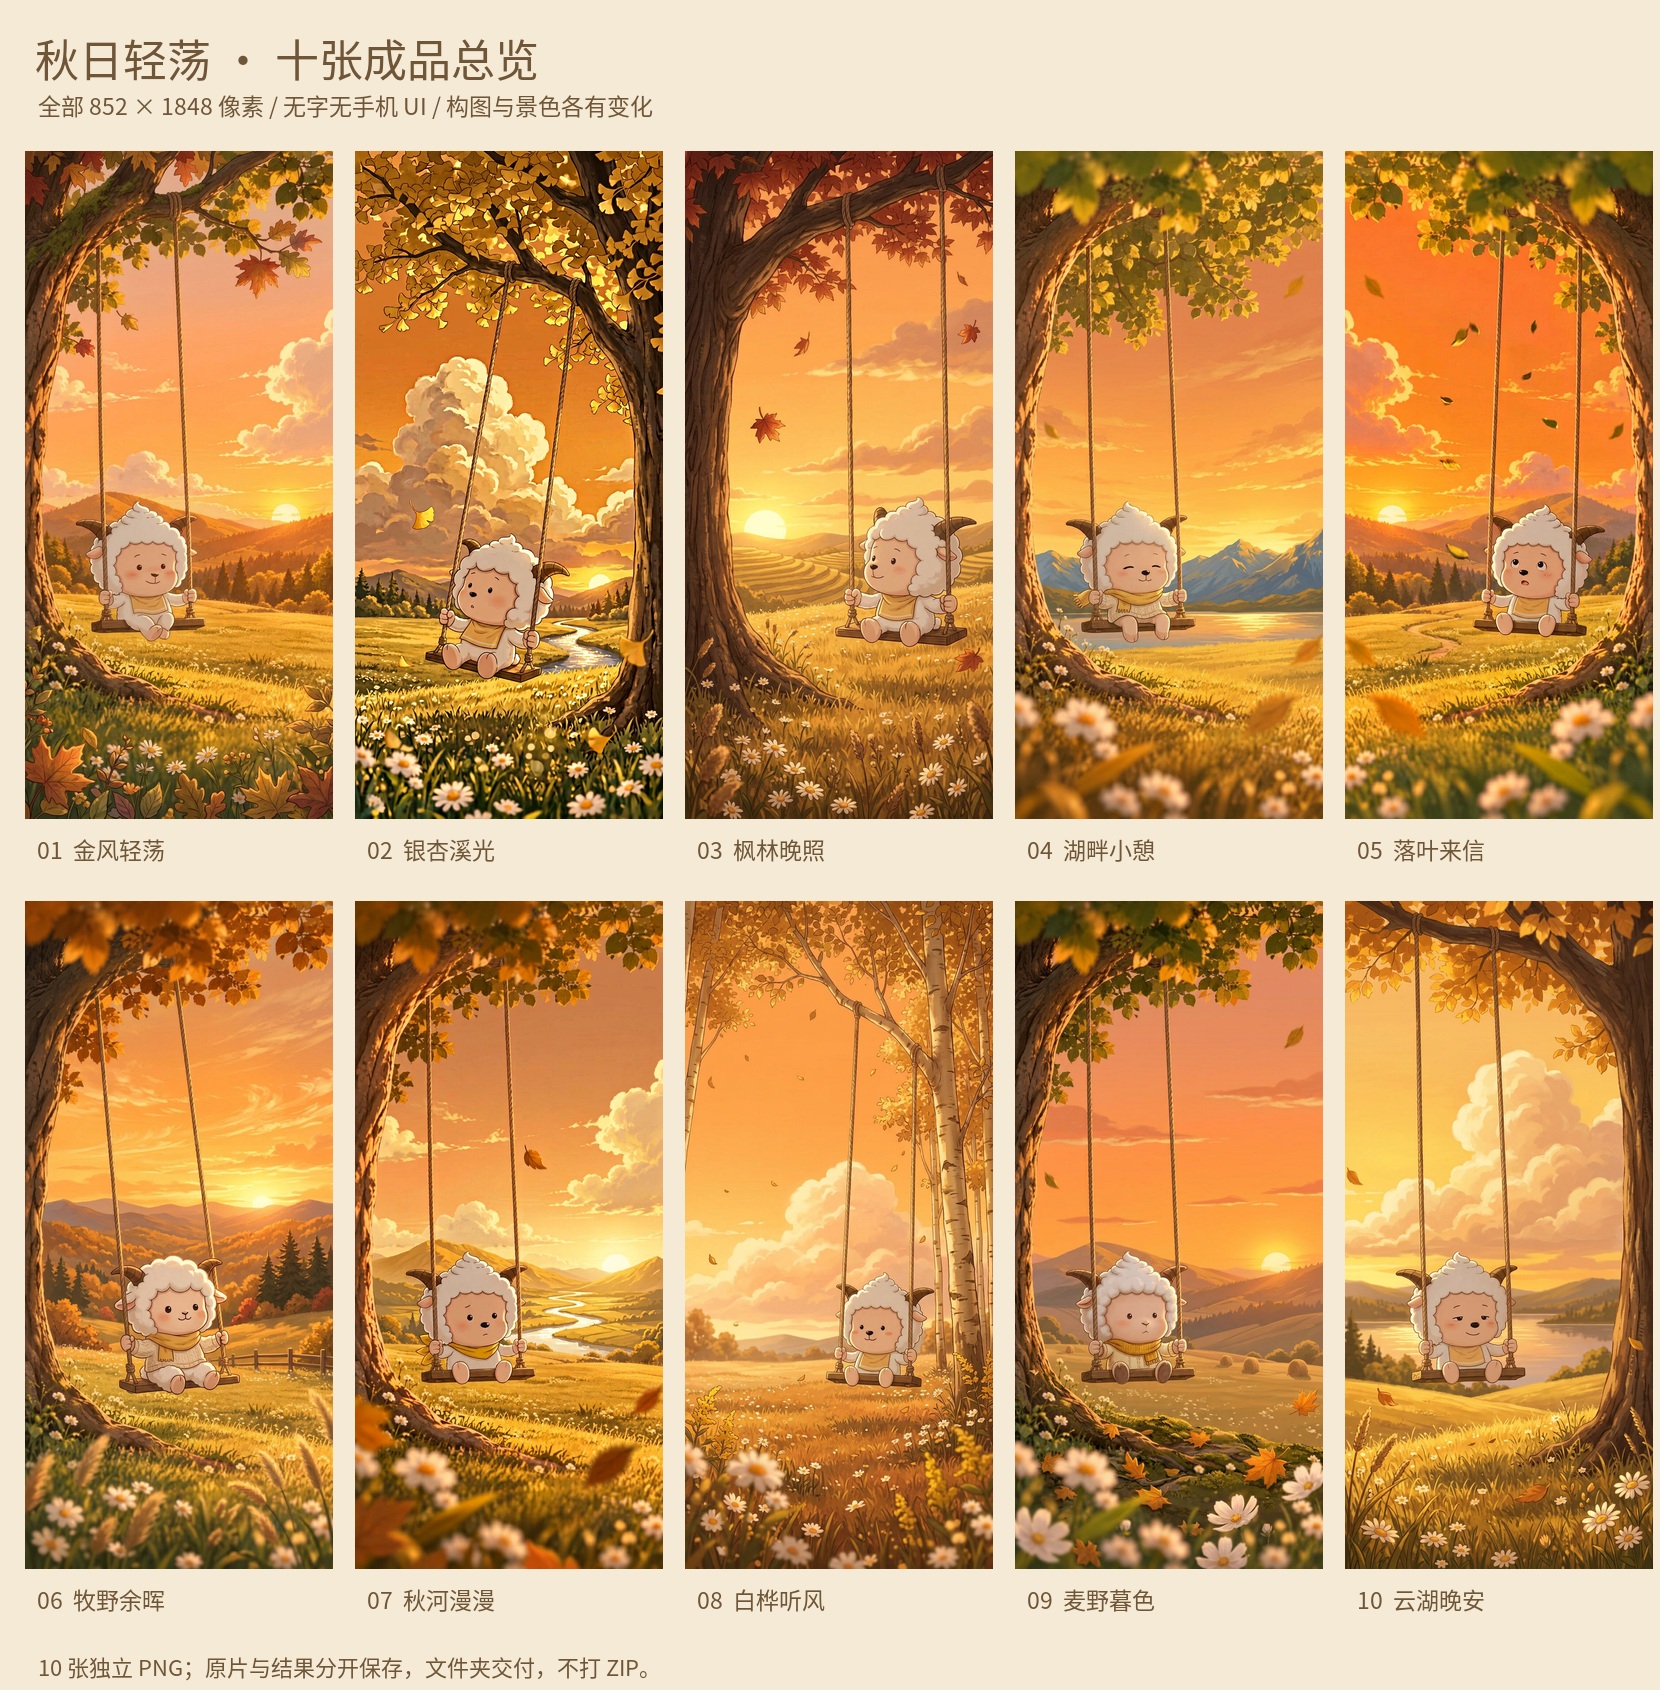 秋日轻荡 · 十张成品总览
全部 852 × 1848 像素 / 无字无手机 UI / 构图与景色各有变化
01 金风轻荡
02 银杏溪光
03 枫林晚照
04 湖畔小憩
05 落叶来信
06 牧野余晖
07 秋河漫漫
08 白桦听风
09 麦野暮色
10 云湖晚安
10 张独立 PNG；原片与结果分开保存，文件夹交付，不打 ZIP。